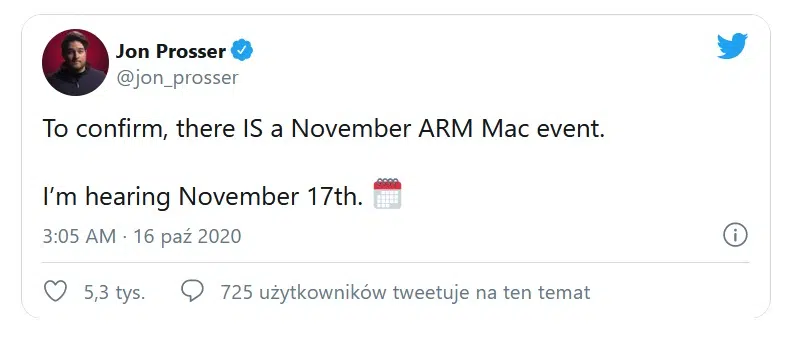 Jon Prosser
@jon_prosser
To confirm, there IS a November ARM Mac event.
I’m hearing November 17th.
3:05 AM · 16 paź 2020
5,3 tys. 725 użytkowników tweetuje na ten temat